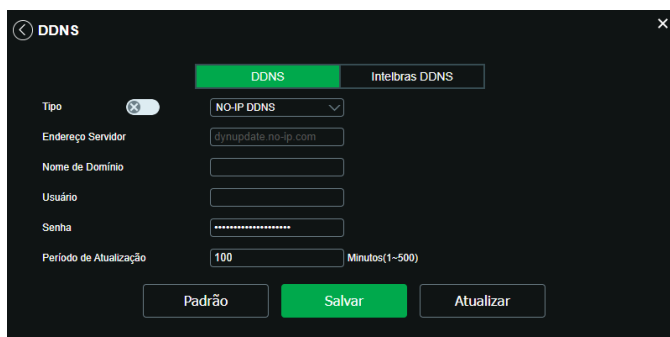 DDNS
DDNS Intelbras DDNS
Tipo NO-IP DDNS
Endereço Servidor dynupdate.no-ip.com
Nome de Domínio
Usuário
Senha ••••••••••••••••••••
Período de Atualização 100 Minutos(1~500)
Padrão Salvar Atualizar